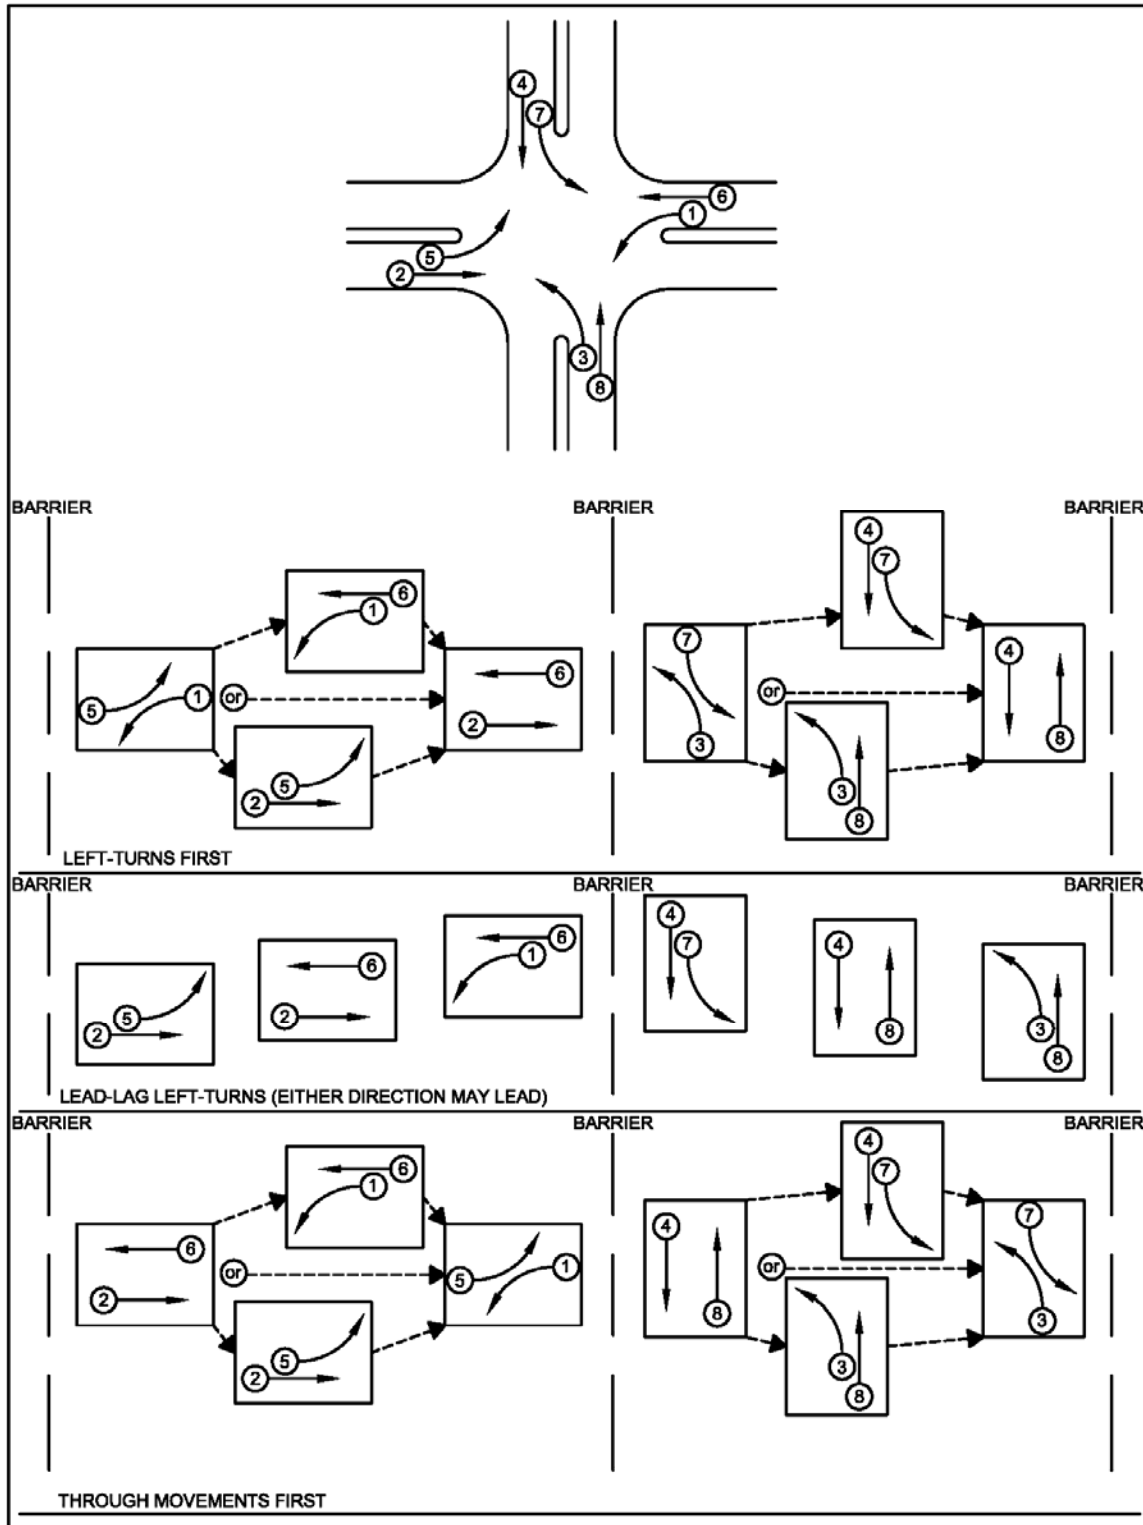 4
7
6
1
5
2
3
8
BARRIER BARRIER BARRIER
4
7
6
1
7
4
5 1 or 6 or
2 3 8
5 3
2 8
LEFT-TURNS FIRST
BARRIER BARRIER BARRIER
4
6 7 4
1
6
5 2 8 3
2 8
LEAD-LAG LEFT-TURNS (EITHER DIRECTION MAY LEAD)
BARRIER BARRIER BARRIER
4
6 7
1
7
6 4
or 5 1 or
2 8 3
5 3
2 8
THROUGH MOVEMENTS FIRST